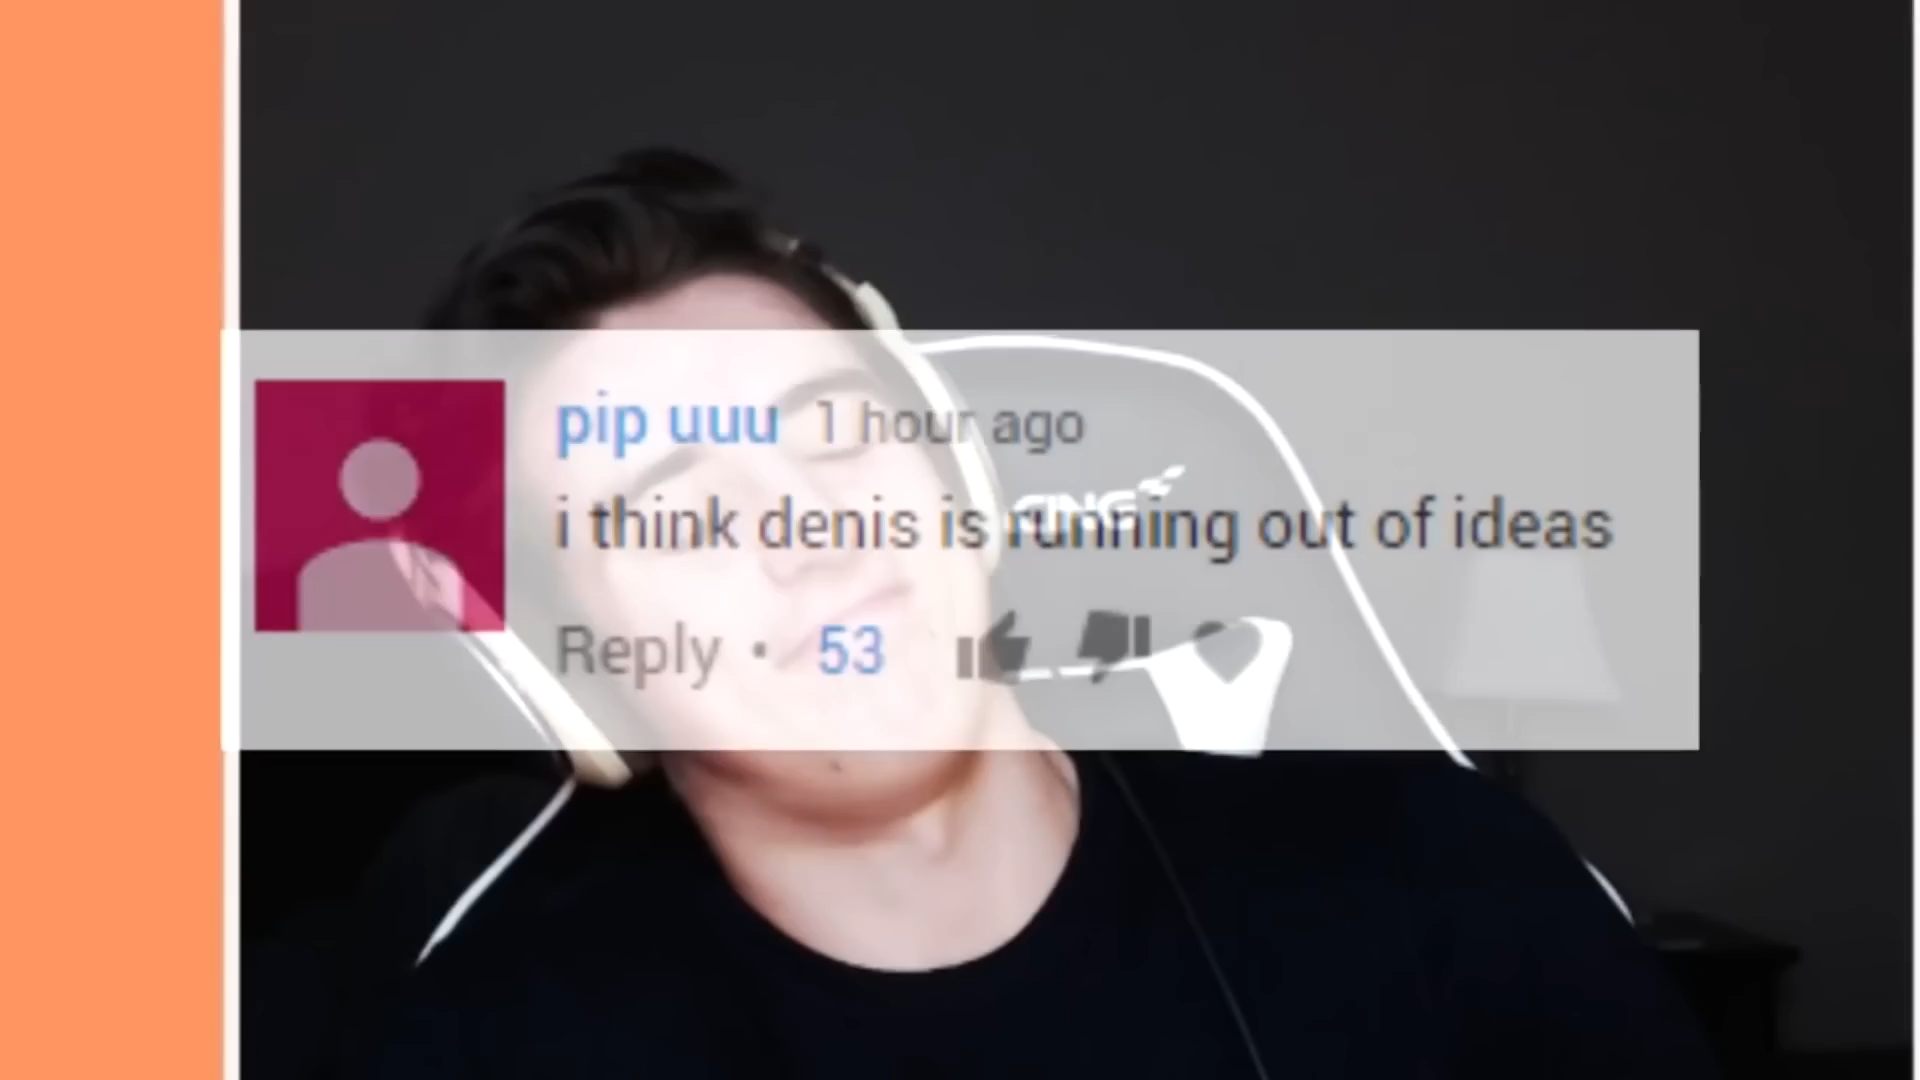 pip uuu 1 hour ago
i think denis is running out of ideas
Reply • 53